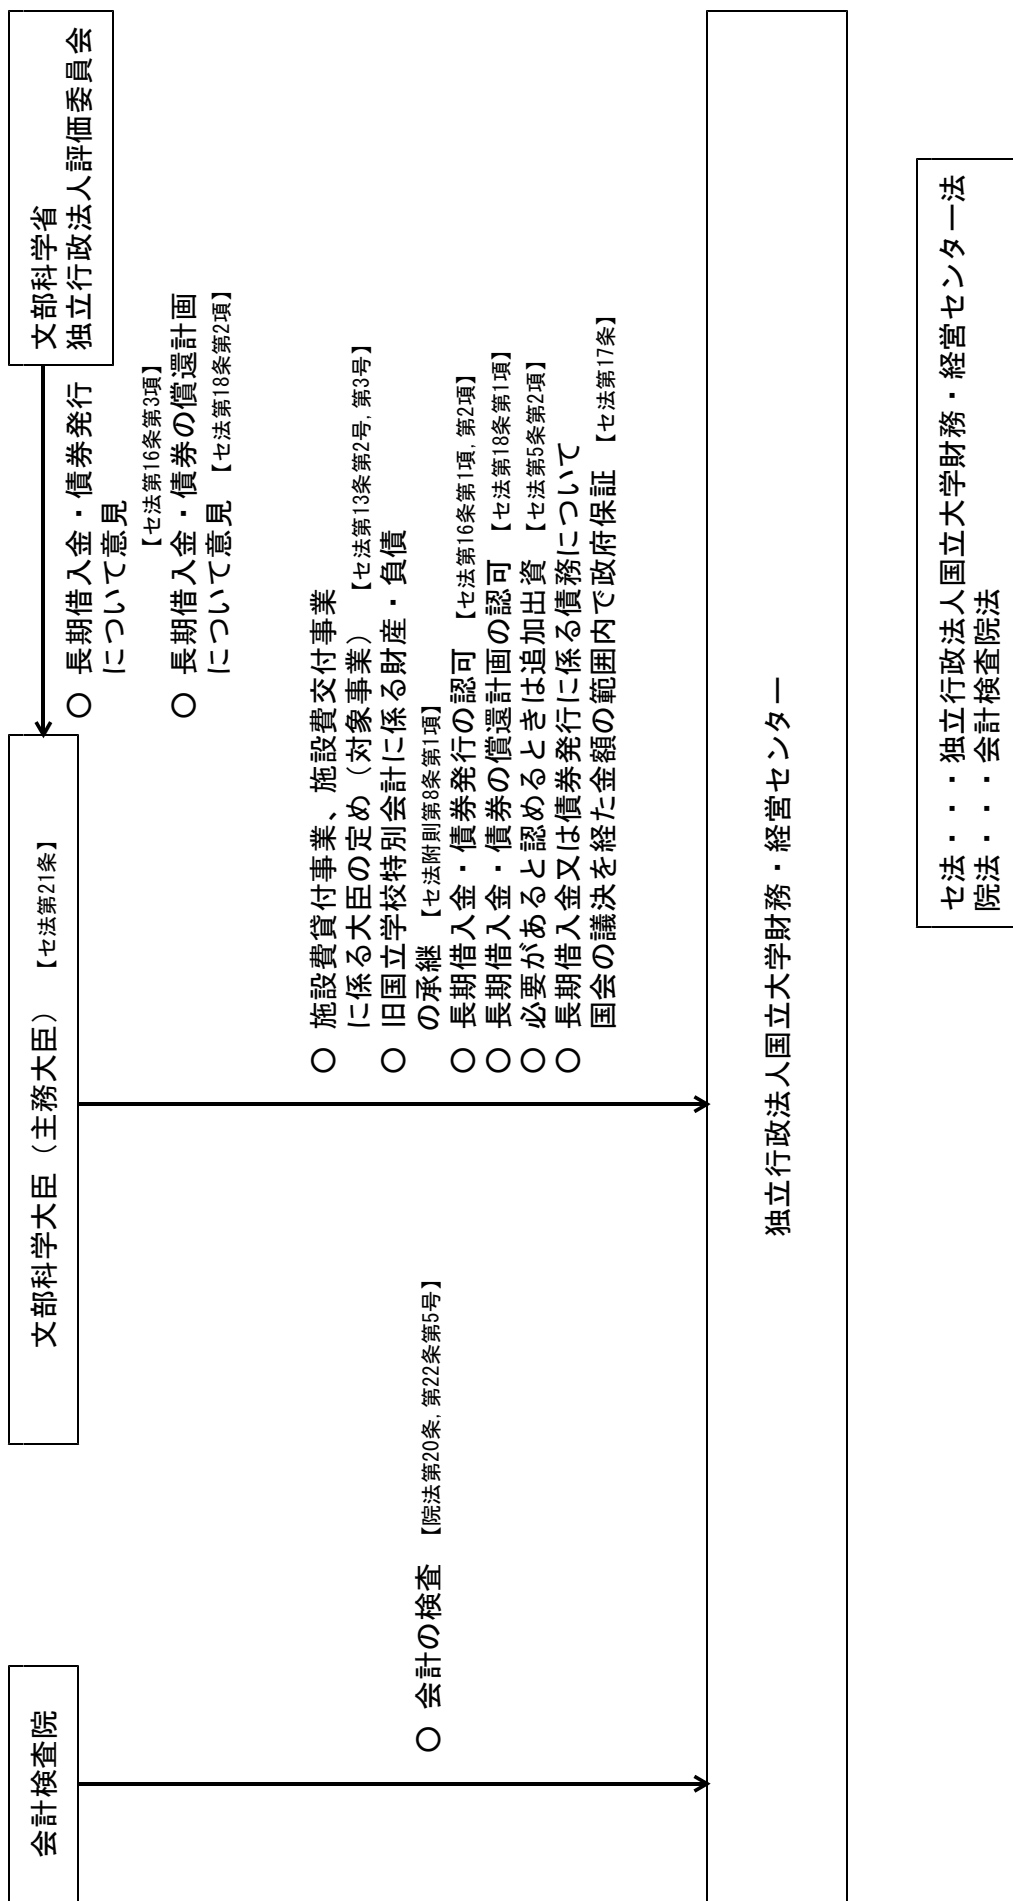 会計検査院
文部科学大臣（主務大臣）　【セ法第21条】
文部科学省
独立行政法人評価委員会
○　長期借入金・債券発行
について意見
【セ法第16条第3項】
○　長期借入金・債券の償還計画
について意見　【セ法第18条第2項】
○　会計の検査　【院法第20条, 第22条第5号】
○　施設費貸付事業、施設費交付事業
に係る大臣の定め（対象事業）　【セ法第13条第2号, 第3号】
○　旧国立学校特別会計に係る財産・負債
の承継　【セ法附則第8条第1項】
○　長期借入金・債券発行の認可　【セ法第16条第1項, 第2項】
○　長期借入金・債券の償還計画の認可　【セ法第18条第1項】
○　必要があると認めるときは追加出資　【セ法第5条第2項】
○　長期借入金又は債券発行に係る債務について
国会の議決を経た金額の範囲内で政府保証　【セ法第17条】
独立行政法人国立大学財務・経営センター
セ法・・・独立行政法人国立大学財務・経営センター法
院法・・・会計検査院法